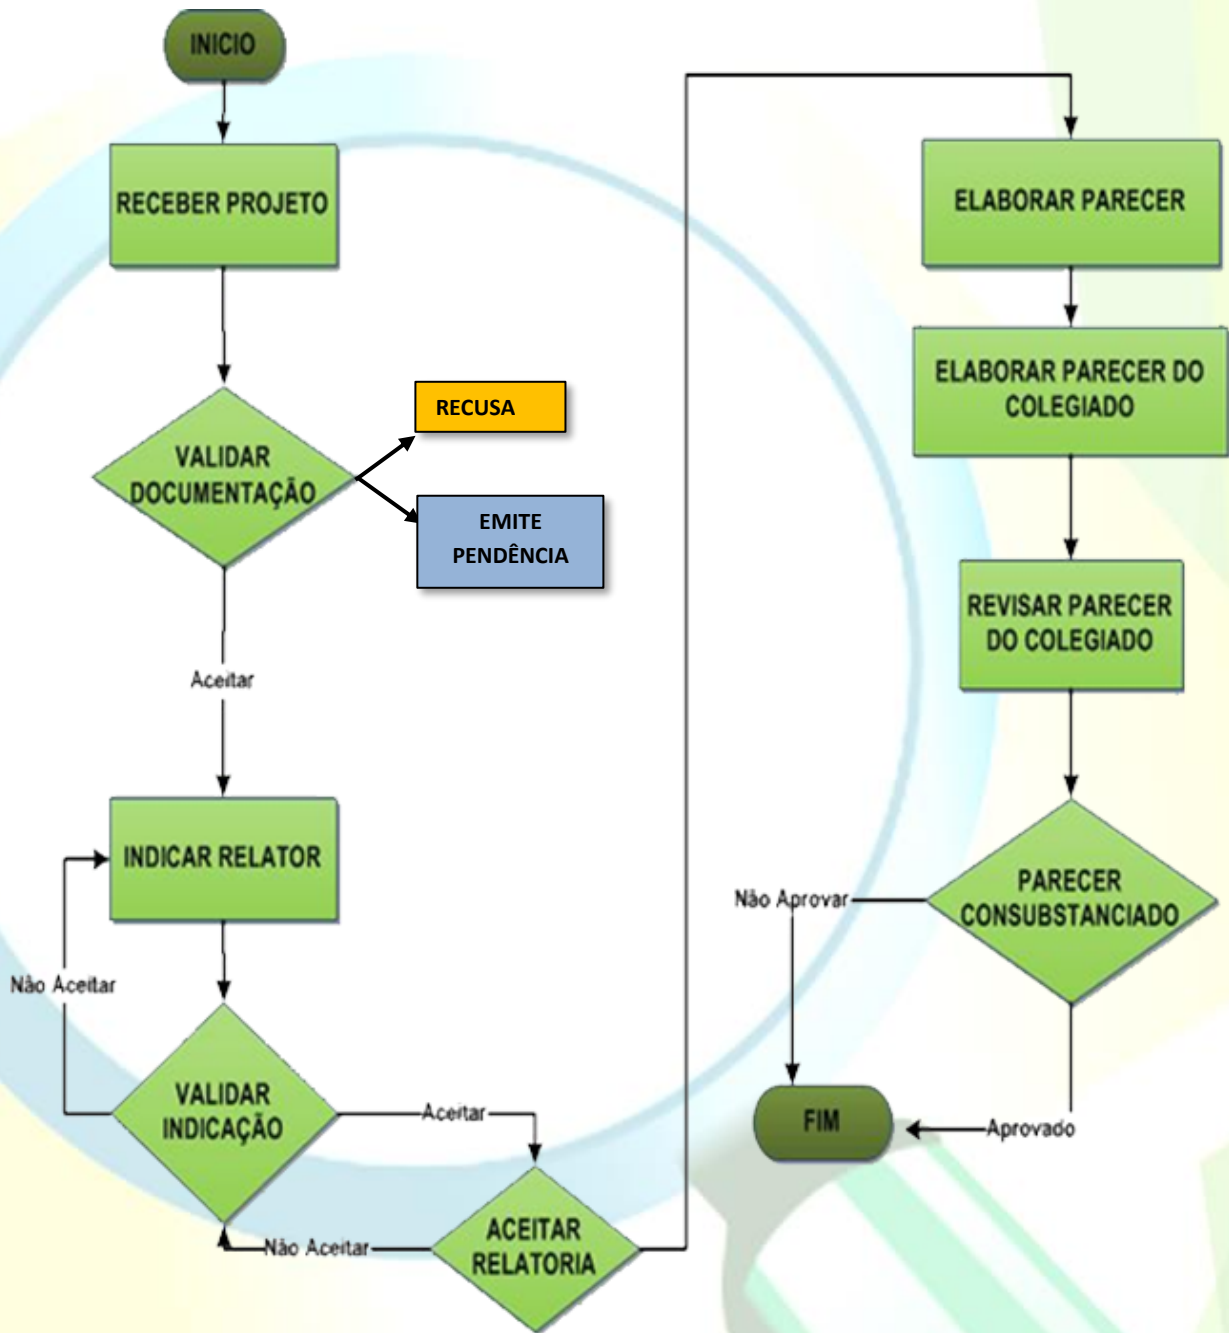 INICIO
RECEBER PROJETO
VALIDAR
DOCUMENTAÇÃO
RECUSA
EMITE
PENDÊNCIA
Aceitar
INDICAR RELATOR
Não Aceitar
VALIDAR
INDICAÇÃO
Aceitar
ACEITAR
RELATORIA
Não Aceitar
ELABORAR PARECER
ELABORAR PARECER DO
COLEGIADO
REVISAR PARECER
DO COLEGIADO
PARECER
CONSUBSTANCIADO
Não Aprovar
Aprovado
FIM